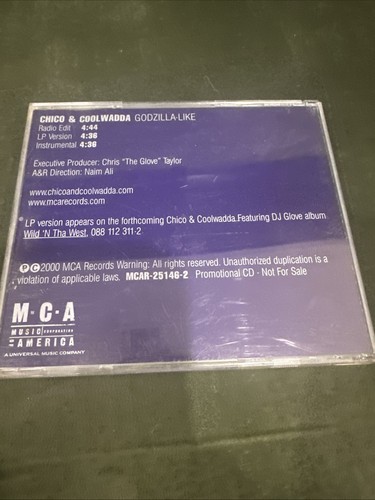 CHICO & COOLWADDA GODZILLA-LIKE
Radio Edit 4:44
LP Version 4:36
Instrumental 4:36
Executive Producer: Chris "The Glove" Taylor
A&R Direction: Naim Ali
www.chicoandcoolwadda.com
www.mcarecords.com
LP version appears on the forthcoming Chico & Coolwadda.Featuring DJ Glove album
Wild 'N Tha West, 088 112 311-2
℗©2000 MCA Records Warning: All rights reserved. Unauthorized duplication is a
violation of applicable laws. MCAR-25146-2 Promotional CD · Not For Sale
M·C·A
MUSIC CORPORATION
OF AMERICA
A UNIVERSAL MUSIC COMPANY